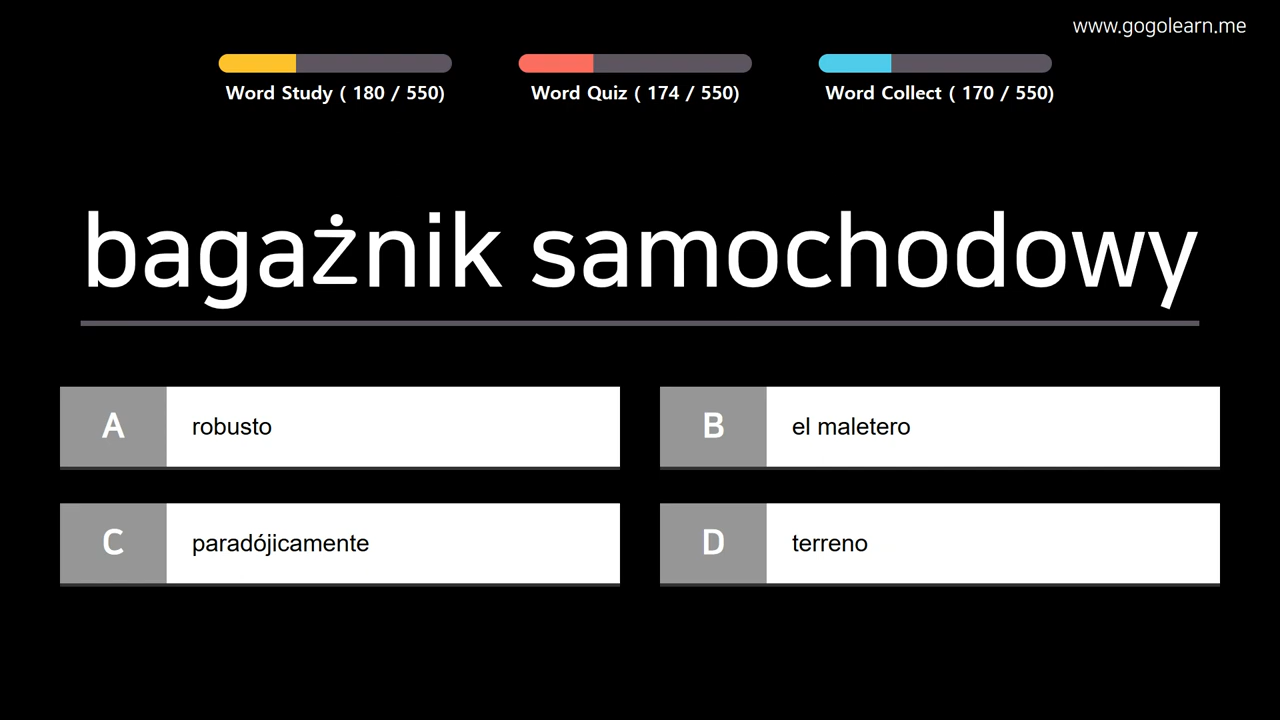 www.gogolearn.me
Word Study ( 180 / 550)
Word Quiz ( 174 / 550)
Word Collect ( 170 / 550)
bagażnik samochodowy
A
robusto
B
el maletero
C
paradójicamente
D
terreno